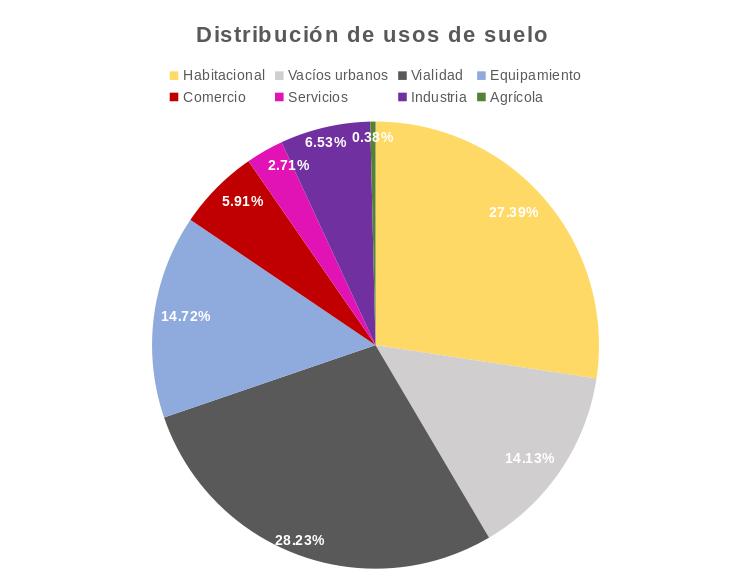 Distribución de usos de suelo
Habitacional Vacíos urbanos Vialidad Equipamiento
Comercio Servicios Industria Agrícola
6.53% 0.38%
2.71%
5.91%
27.39%
14.72%
14.13%
28.23%